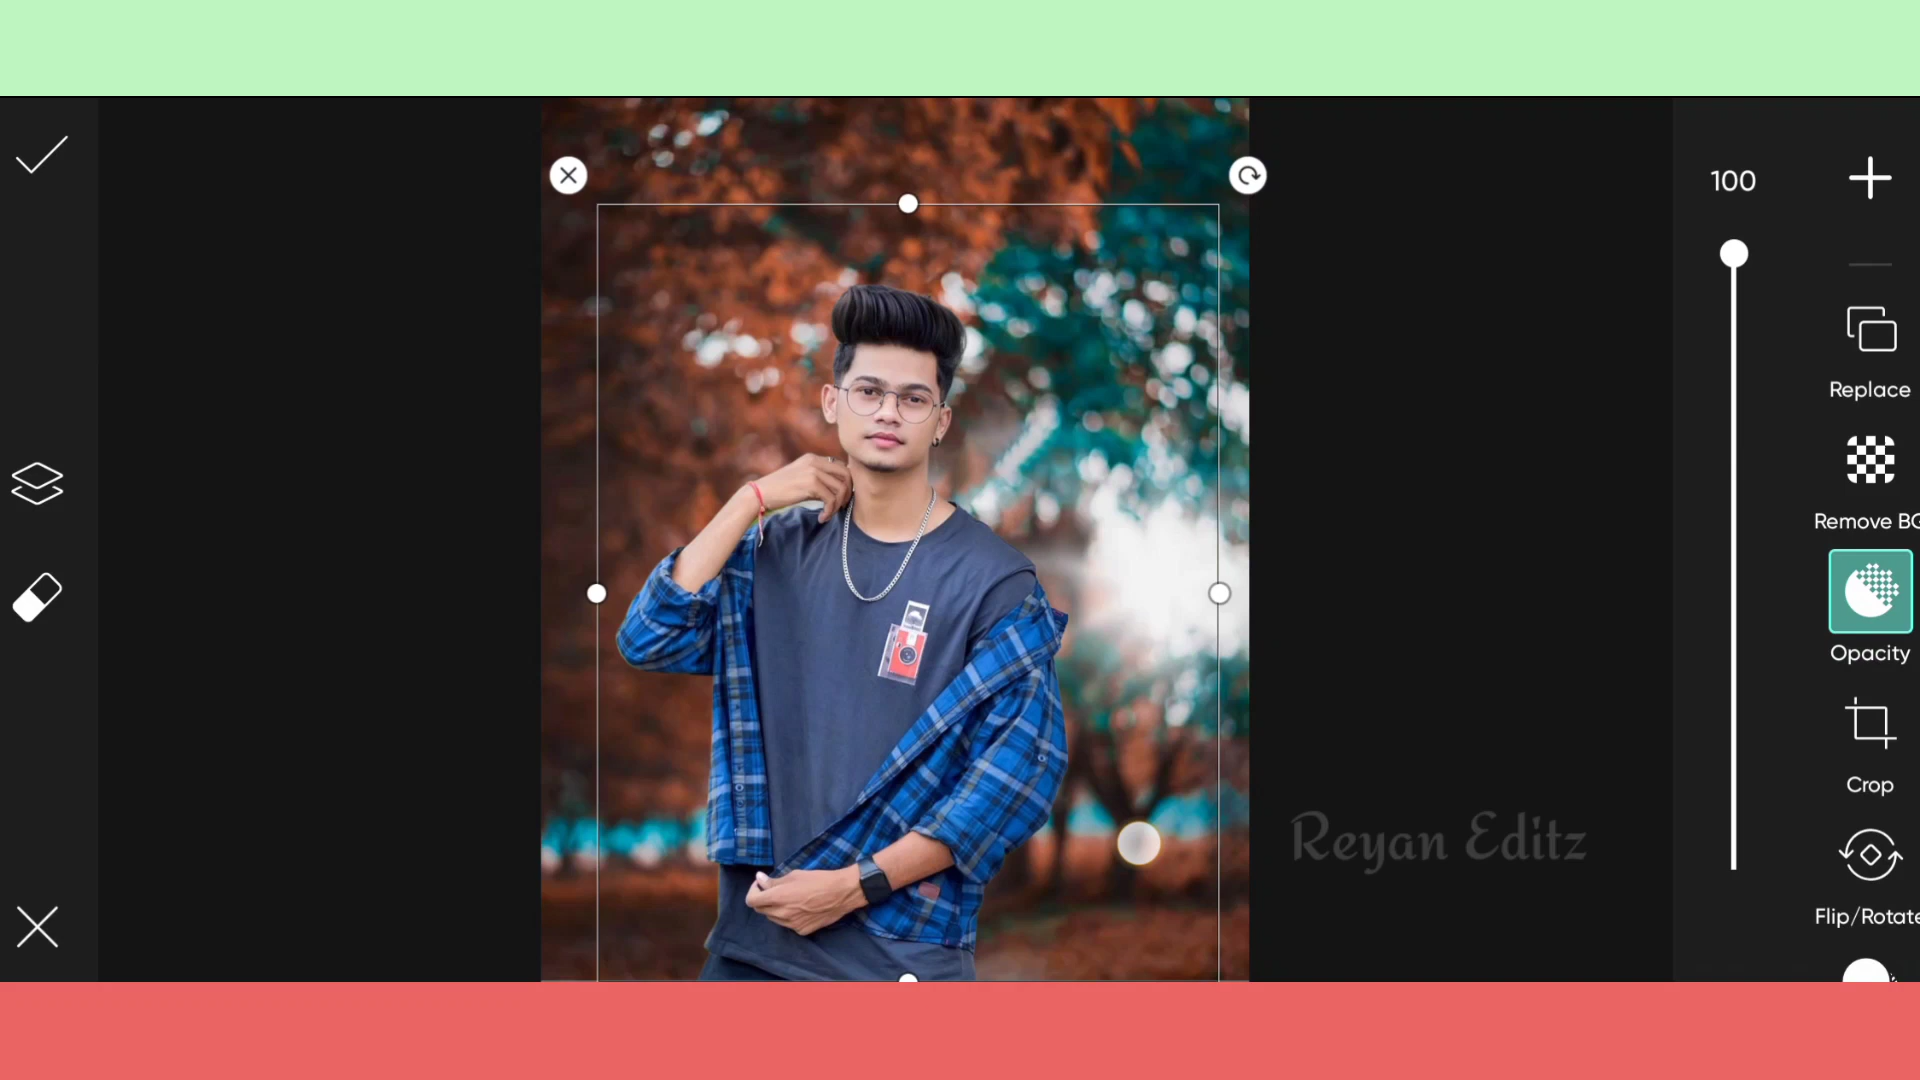 100
Replace
Remove BG
Opacity
Crop
Flip/Rotate
Reyan Editz